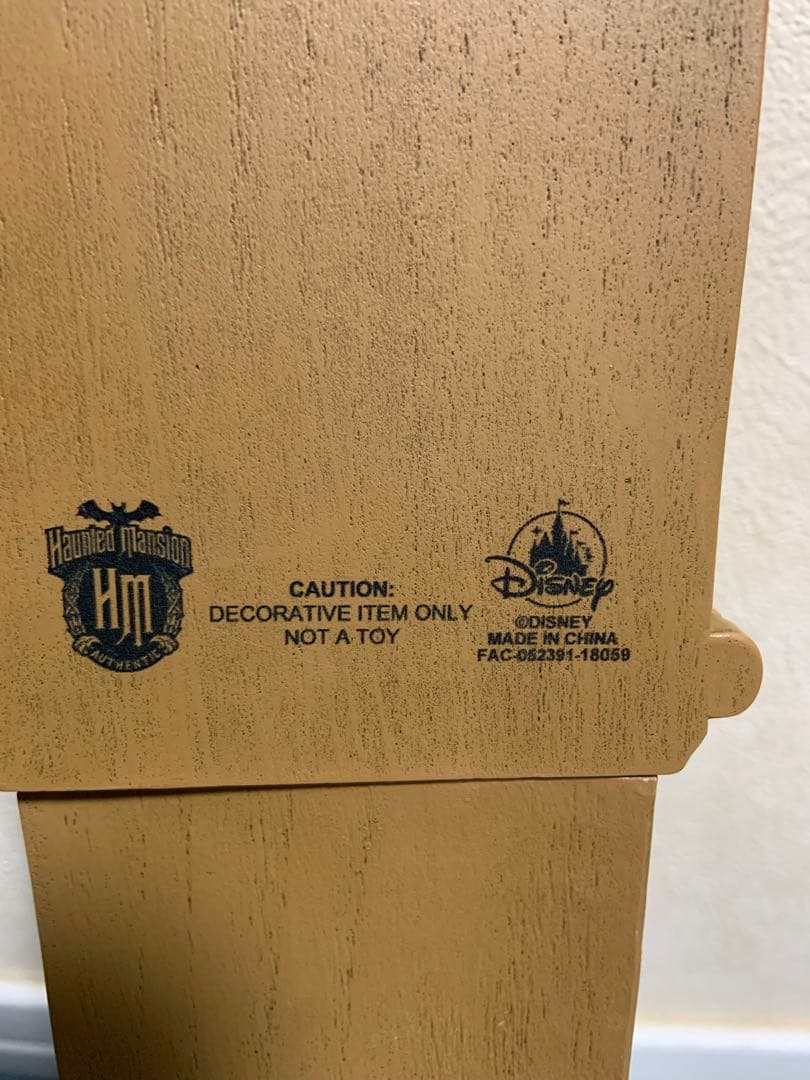 Haunted Mansion
HM
AUTHENTIC
CAUTION:
DECORATIVE ITEM ONLY
NOT A TOY
Disney
©DISNEY
MADE IN CHINA
FAC-052391-18059